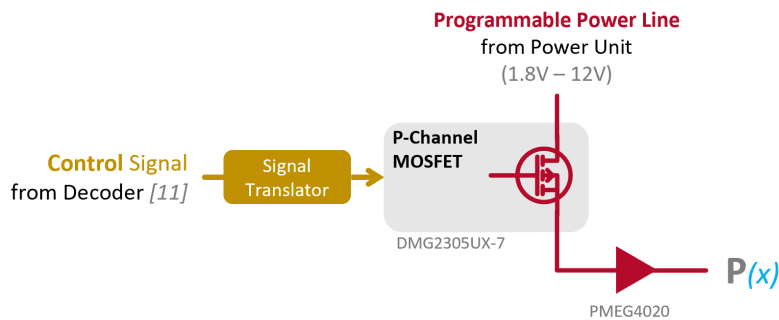 Programmable Power Line
from Power Unit
(1.8V – 12V)
P-Channel
MOSFET
Control Signal
from Decoder [11]
Signal
Translator
DMG2305UX-7
P(x)
PMEG4020